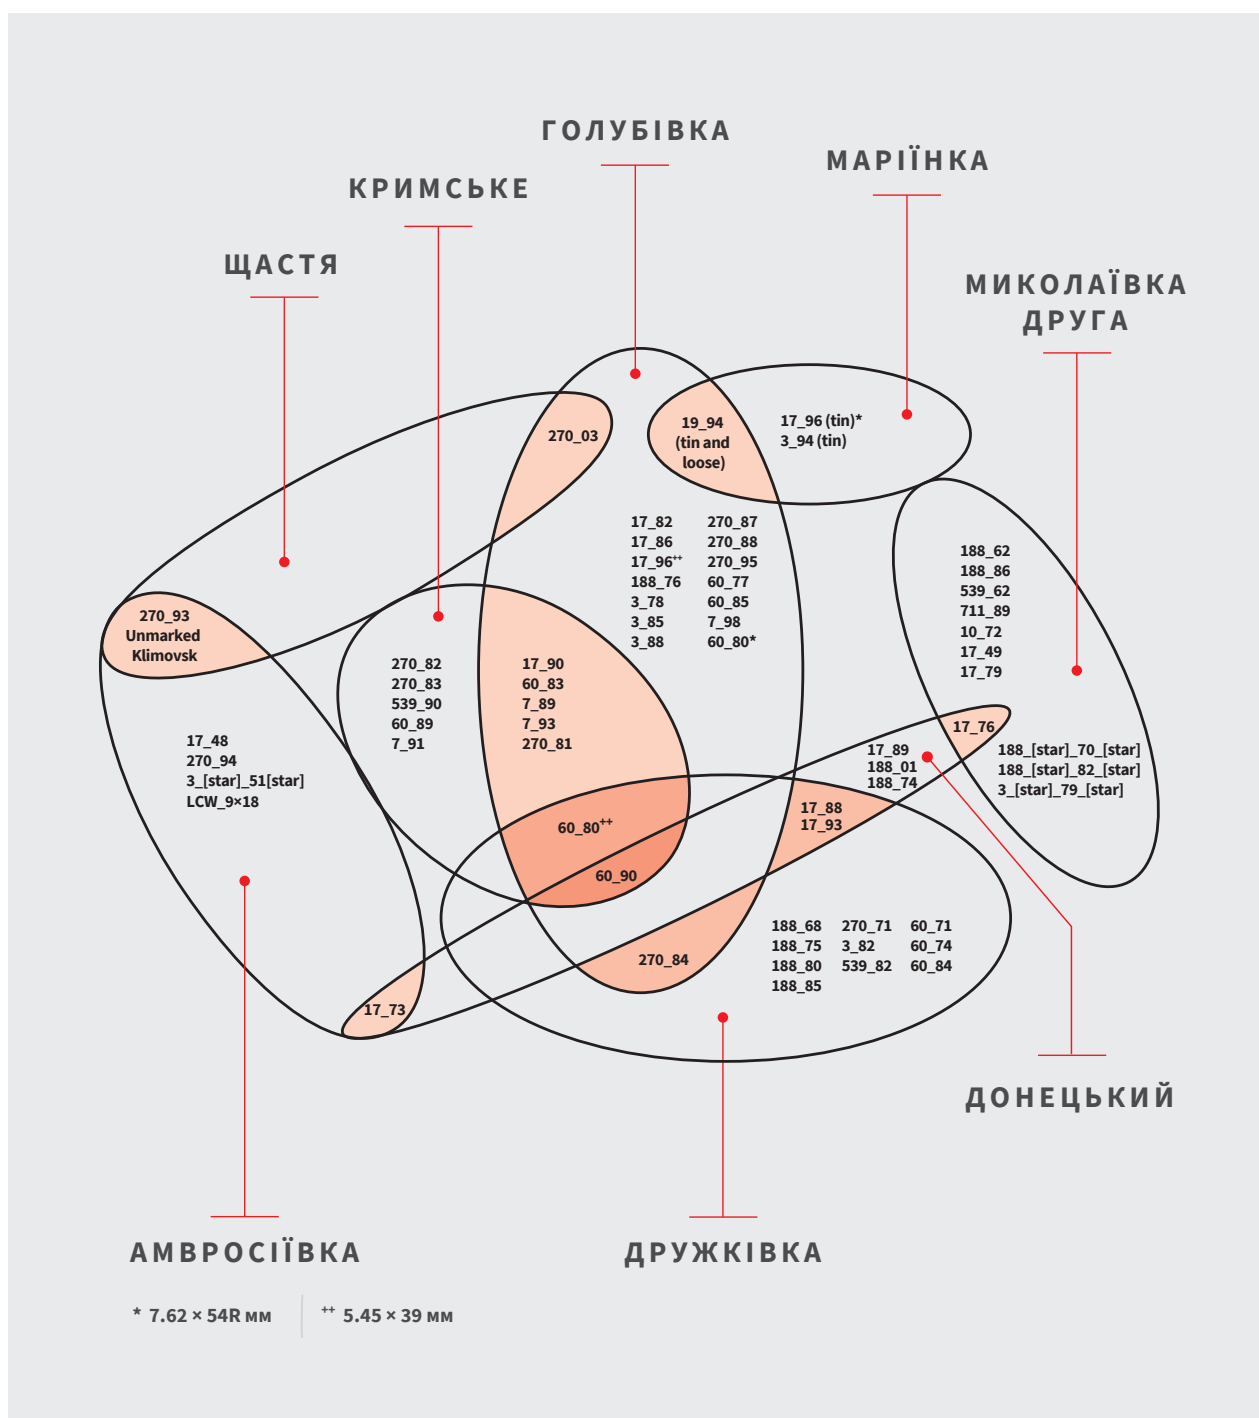 ГОЛУБІВКА
МАРІЇНКА
КРИМСЬКЕ
ЩАСТЯ
МИКОЛАЇВКА
ДРУГА
270_03
19_94
(tin and
loose)
17_96 (tin)*
3_94 (tin)
17_82 270_87
17_86 270_88
17_96++ 270_95
188_76 60_77
3_78 60_85
3_85 7_98
3_88 60_80*
188_62
188_86
539_62
711_89
10_72
17_49
17_79
270_93
Unmarked
Klimovsk
270_82
270_83
539_90
60_89
7_91
17_90
60_83
7_89
7_93
270_81
17_48
270_94
3_[star]_51[star]
LCW_9×18
17_76
17_89
188_01
188_74
188_[star]_70_[star]
188_[star]_82_[star]
3_[star]_79_[star]
17_88
17_93
60_80++
60_90
188_68 270_71 60_71
188_75 3_82 60_74
188_80 539_82 60_84
188_85
270_84
17_73
ДОНЕЦЬКИЙ
АМВРОСІЇВКА
ДРУЖКІВКА
* 7.62 × 54R мм
++ 5.45 × 39 мм